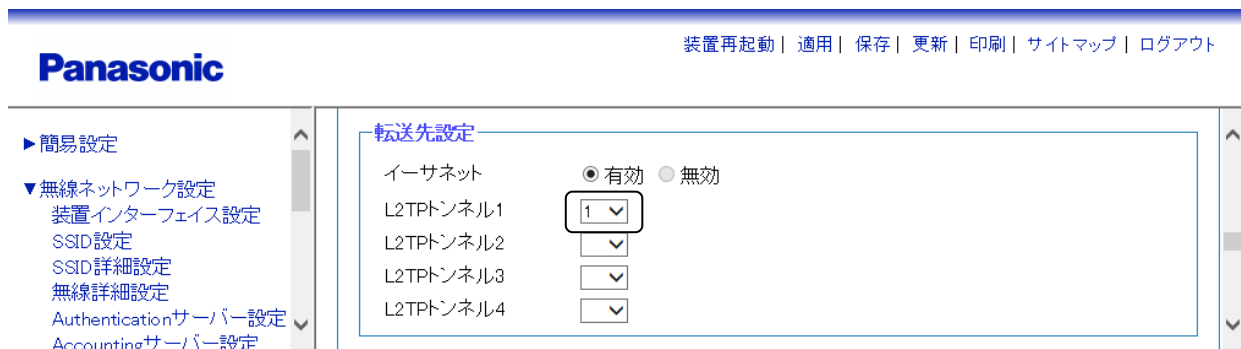 Panasonic
装置再起動| 適用| 保存| 更新| 印刷| サイトマップ| ログアウト
▶簡易設定
▼無線ネットワーク設定
装置インターフェイス設定
SSID設定
SSID詳細設定
無線詳細設定
Authenticationサーバー設定
Accountingサーバー設定
転送先設定
イーサネット 有効 無効
L2TPトンネル1 1
L2TPトンネル2
L2TPトンネル3
L2TPトンネル4